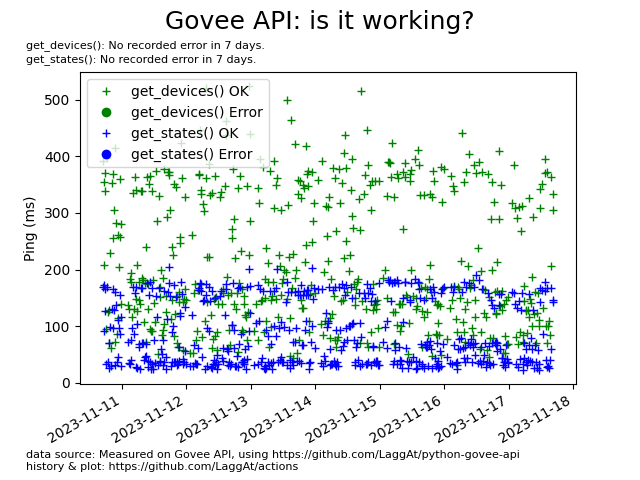 Govee API: is it working?
get_devices(): No recorded error in 7 days.
get_states(): No recorded error in 7 days.
get_devices() OK
get_devices() Error
get_states() OK
get_states() Error
Ping (ms)
500
400
300
200
100
0
2023-11-11
2023-11-12
2023-11-13
2023-11-14
2023-11-15
2023-11-16
2023-11-17
2023-11-18
data source: Measured on Govee API, using https://github.com/LaggAt/python-govee-api
history & plot: https://github.com/LaggAt/actions